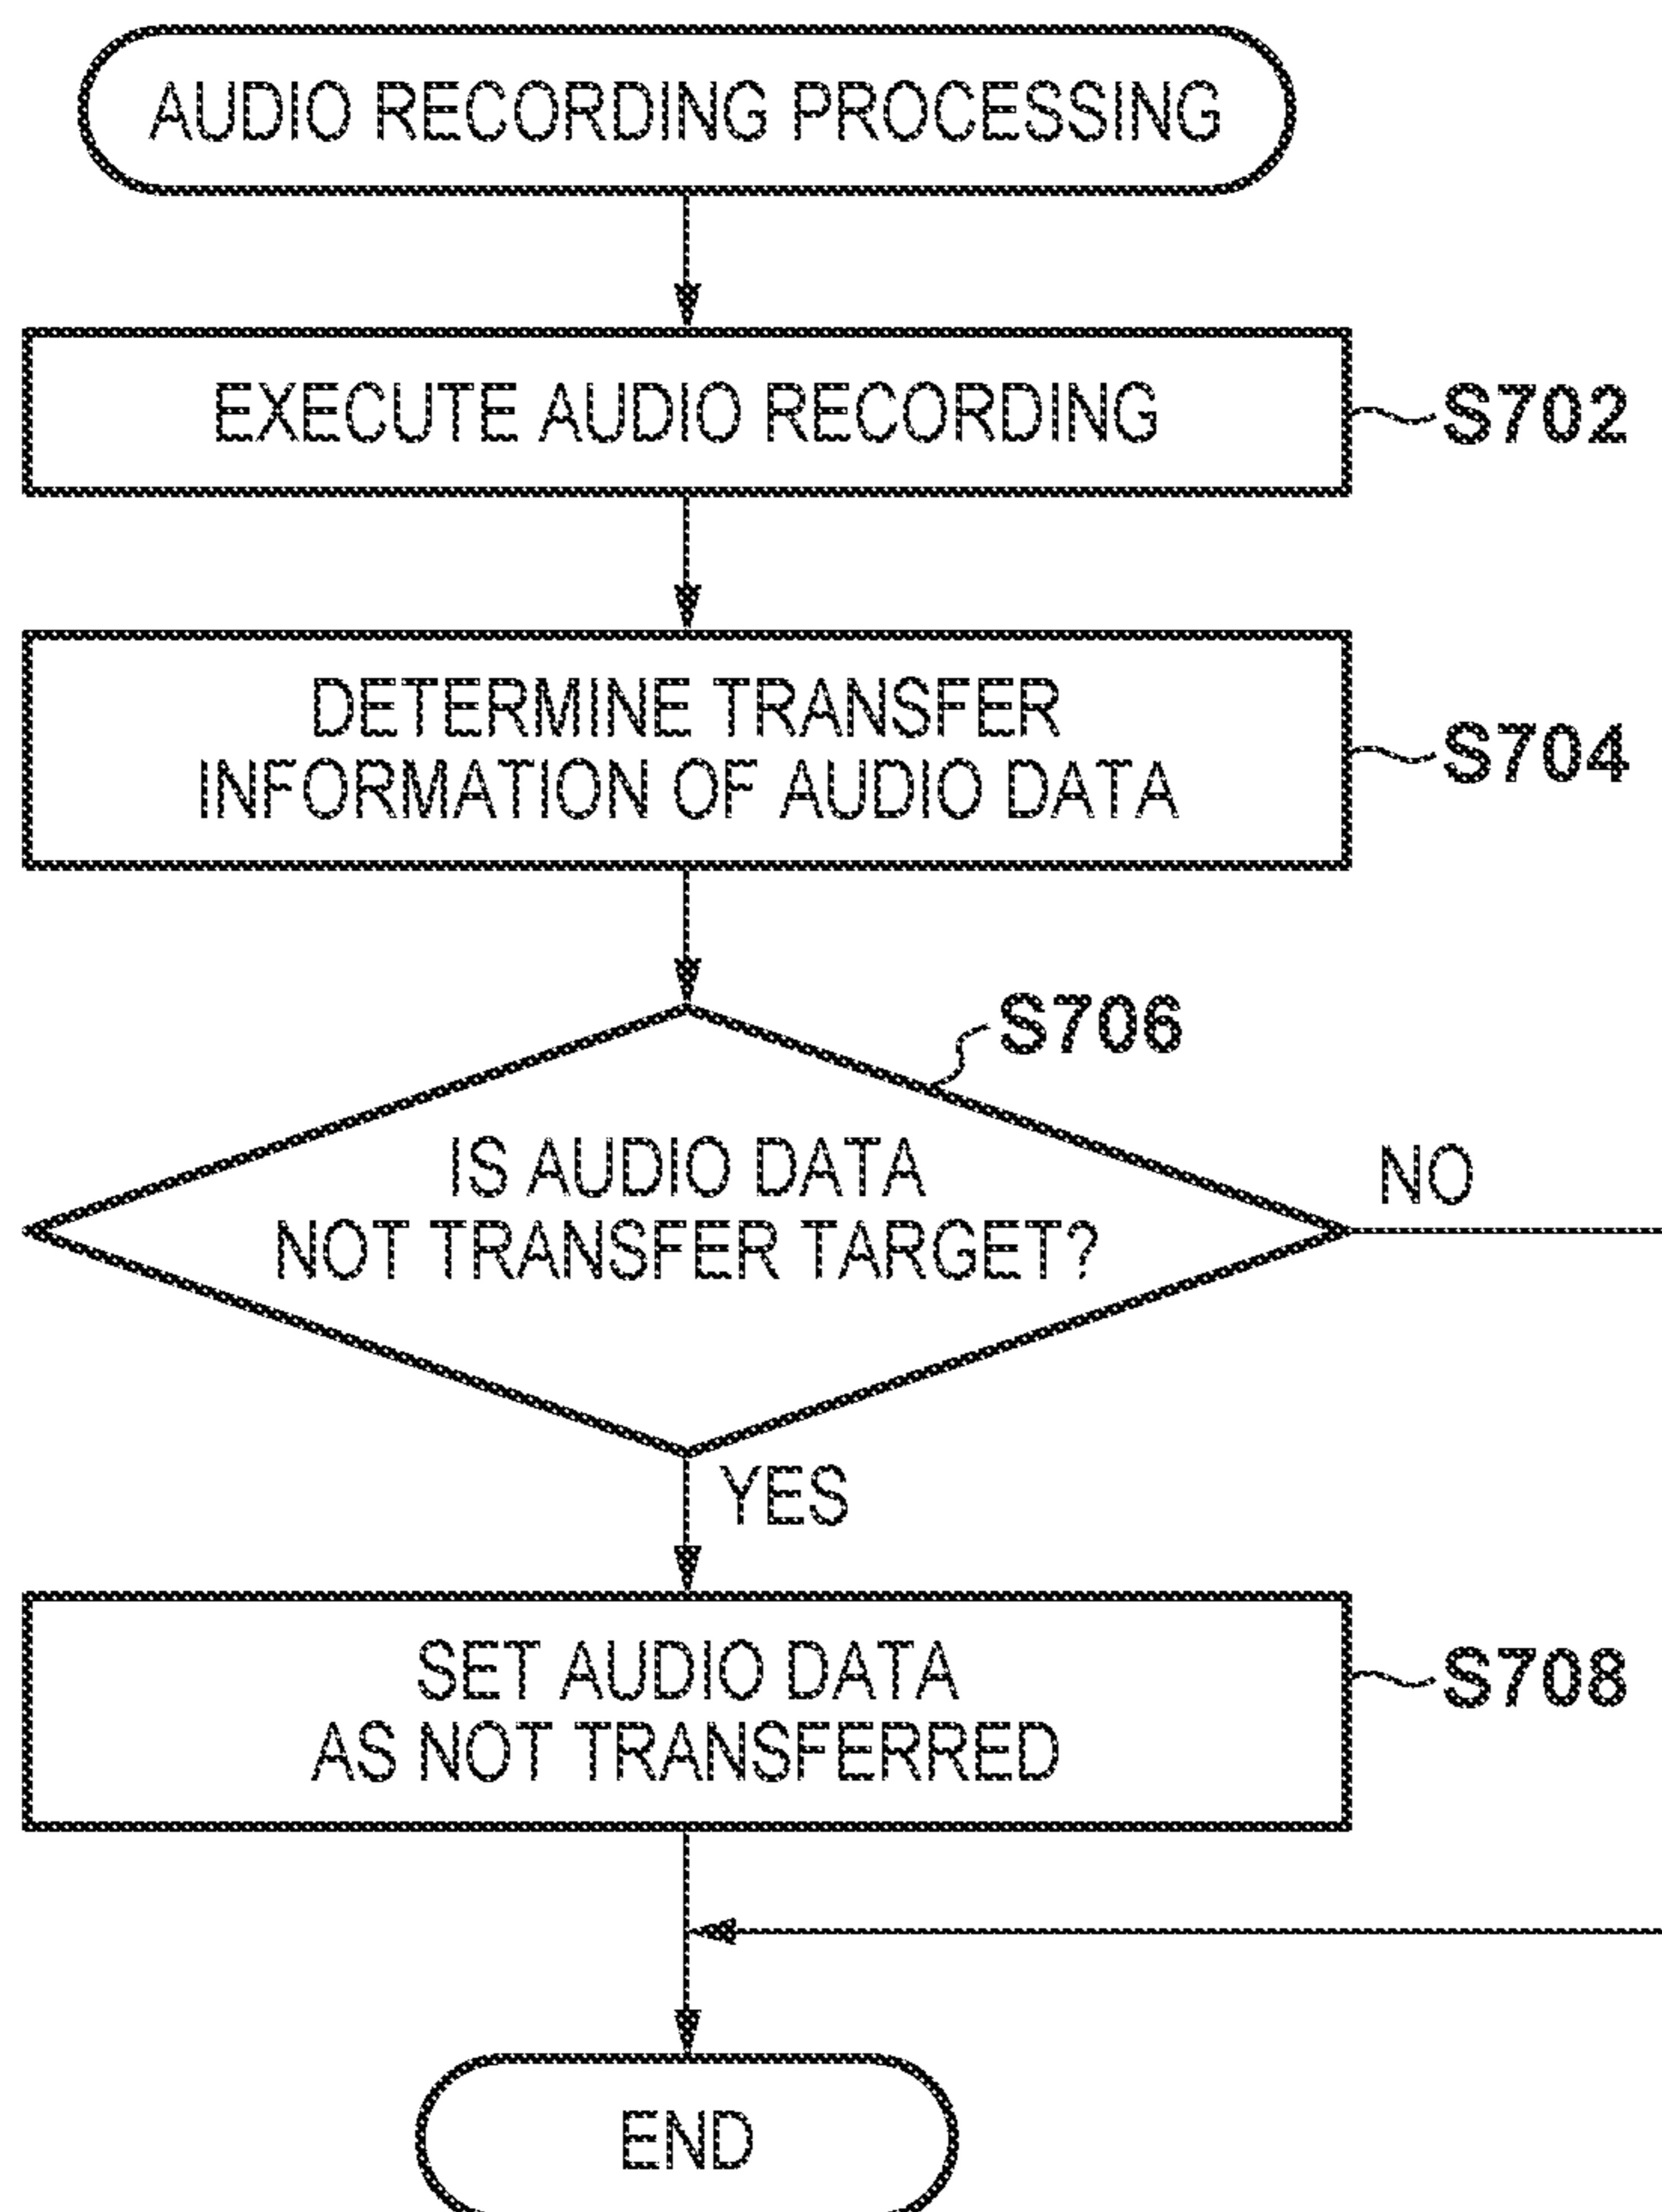 AUDIO RECORDING PROCESSING
EXECUTE AUDIO RECORDING
S702
DETERMINE TRANSFER
INFORMATION OF AUDIO DATA
S704
S706
IS AUDIO DATA
NOT TRANSFER TARGET?
NO
YES
SET AUDIO DATA
AS NOT TRANSFERRED
S708
END